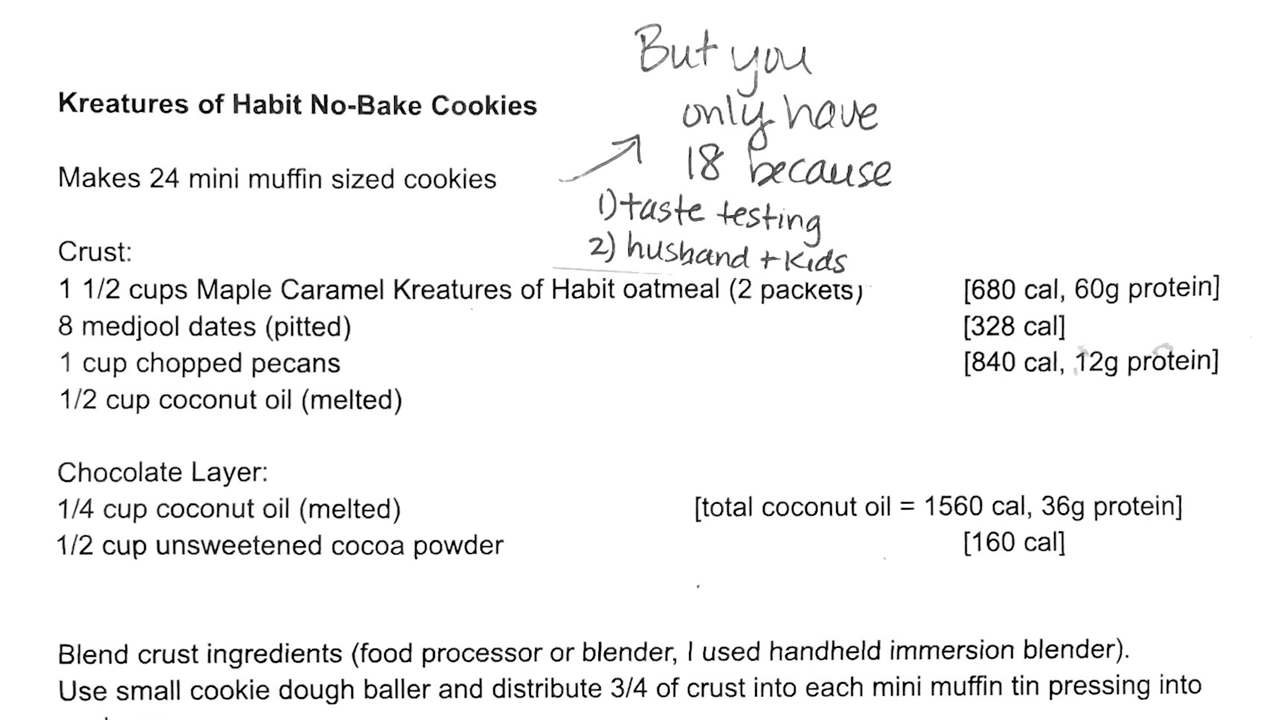 But you
only have
18 because
1) taste testing
2) husband + kids
Kreatures of Habit No-Bake Cookies
Makes 24 mini muffin sized cookies
Crust:
1 1/2 cups Maple Caramel Kreatures of Habit oatmeal (2 packets) [680 cal, 60g protein]
8 medjool dates (pitted) [328 cal]
1 cup chopped pecans [840 cal, 12g protein]
1/2 cup coconut oil (melted)
Chocolate Layer:
1/4 cup coconut oil (melted) [total coconut oil = 1560 cal, 36g protein]
1/2 cup unsweetened cocoa powder [160 cal]
Blend crust ingredients (food processor or blender, I used handheld immersion blender).
Use small cookie dough baller and distribute 3/4 of crust into each mini muffin tin pressing into